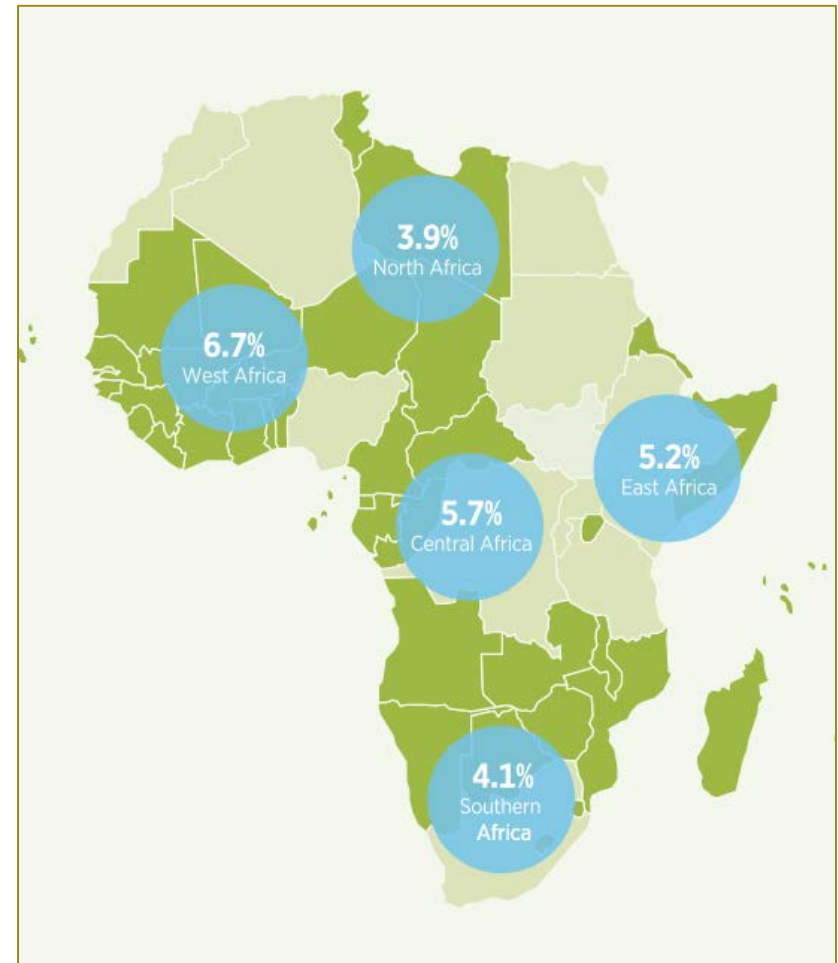 3.9%
North Africa
6.7%
West Africa
5.2%
East Africa
5.7%
Central Africa
4.1%
Southern
Africa